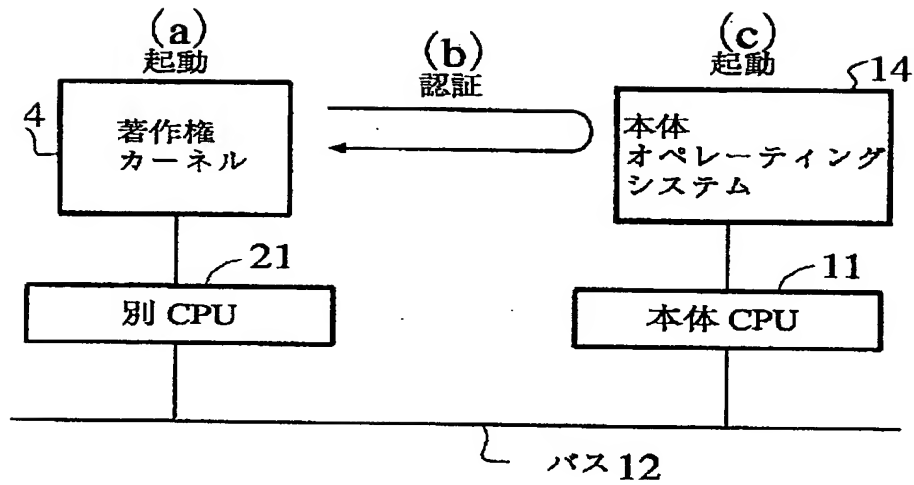 (a)
起動
(b)
認証
(c)
起動
4
著作権
カーネル
14
本体
オペレーティング
システム
21
別 CPU
11
本体 CPU
バス 12